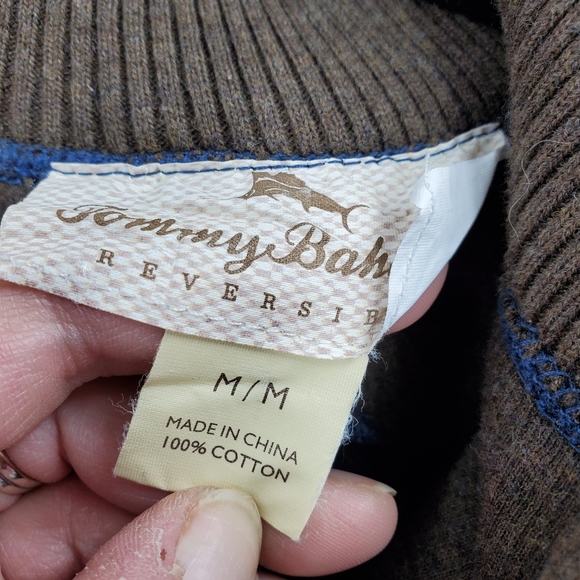 Tommy Bah
REVERSIB
M/M
MADE IN CHINA
100% COTTON